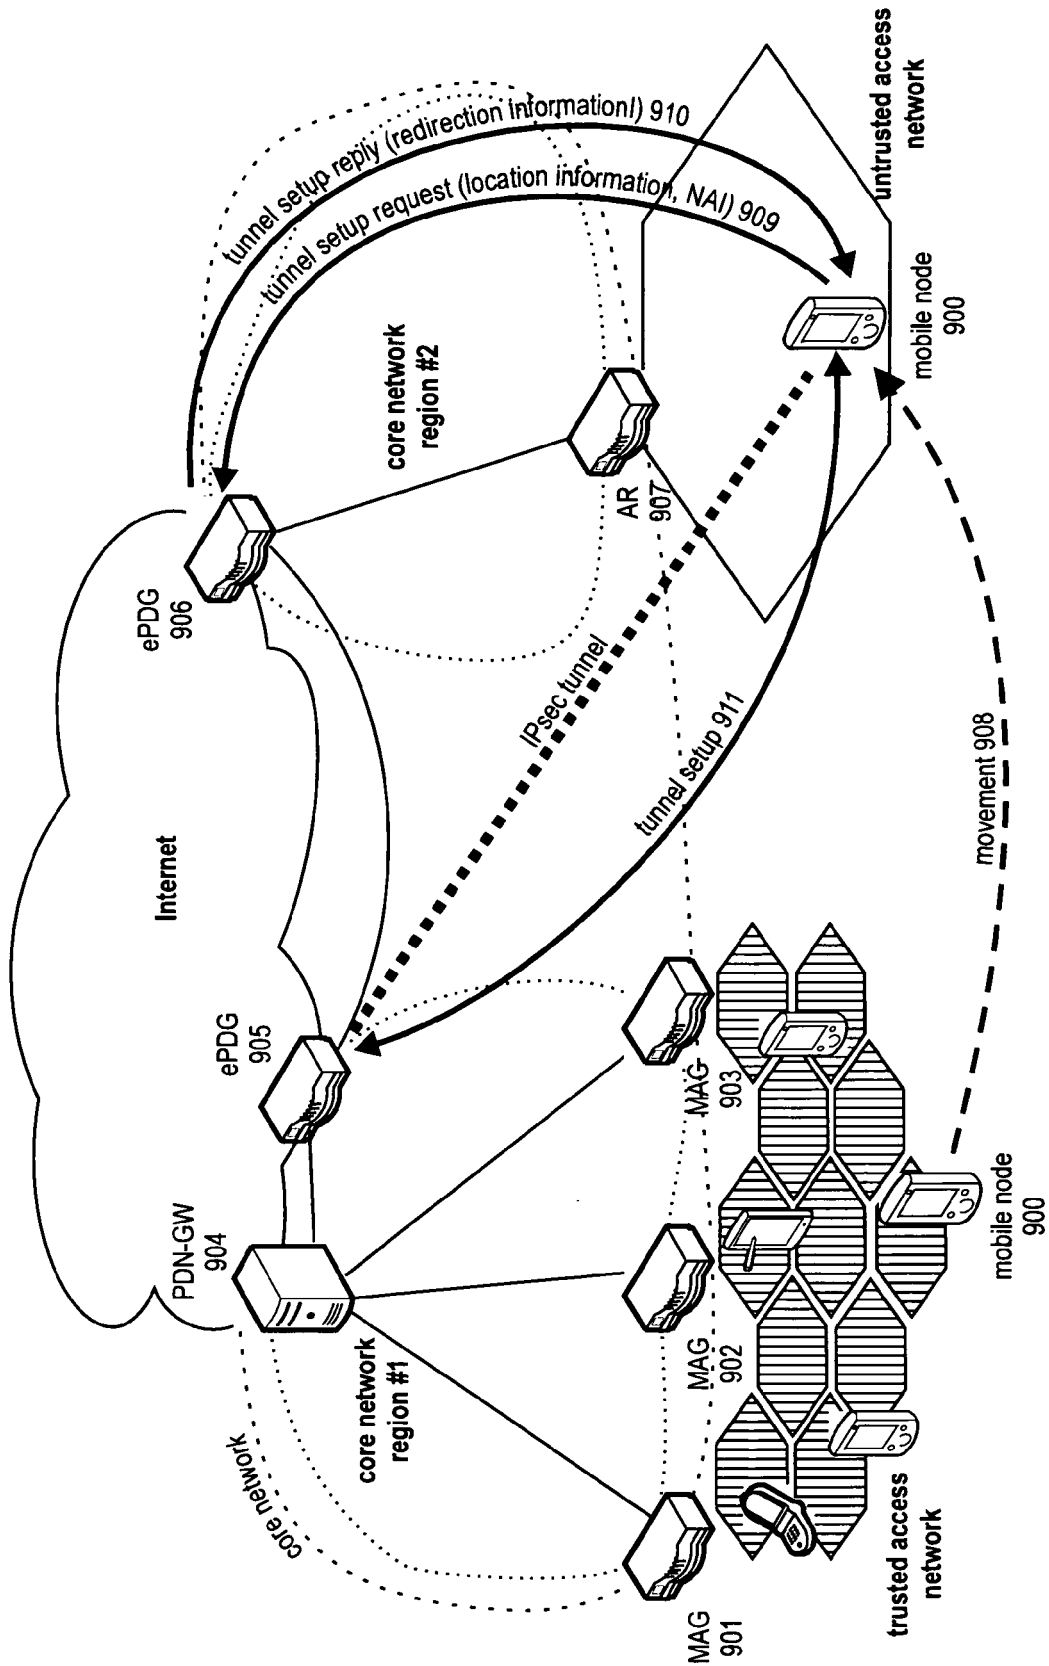 Internet
PDN-GW
904
ePDG
905
ePDG
906
core network
core network
region #1
core network
region #2
tunnel setup reply (redirection informationI) 910
tunnel setup request (location information, NAI) 909
IPsec tunnel
tunnel setup 911
AR
907
MAG
901
MAG
902
MAG
903
mobile node
900
mobile node
900
movement 908
trusted access
network
untrusted access
network